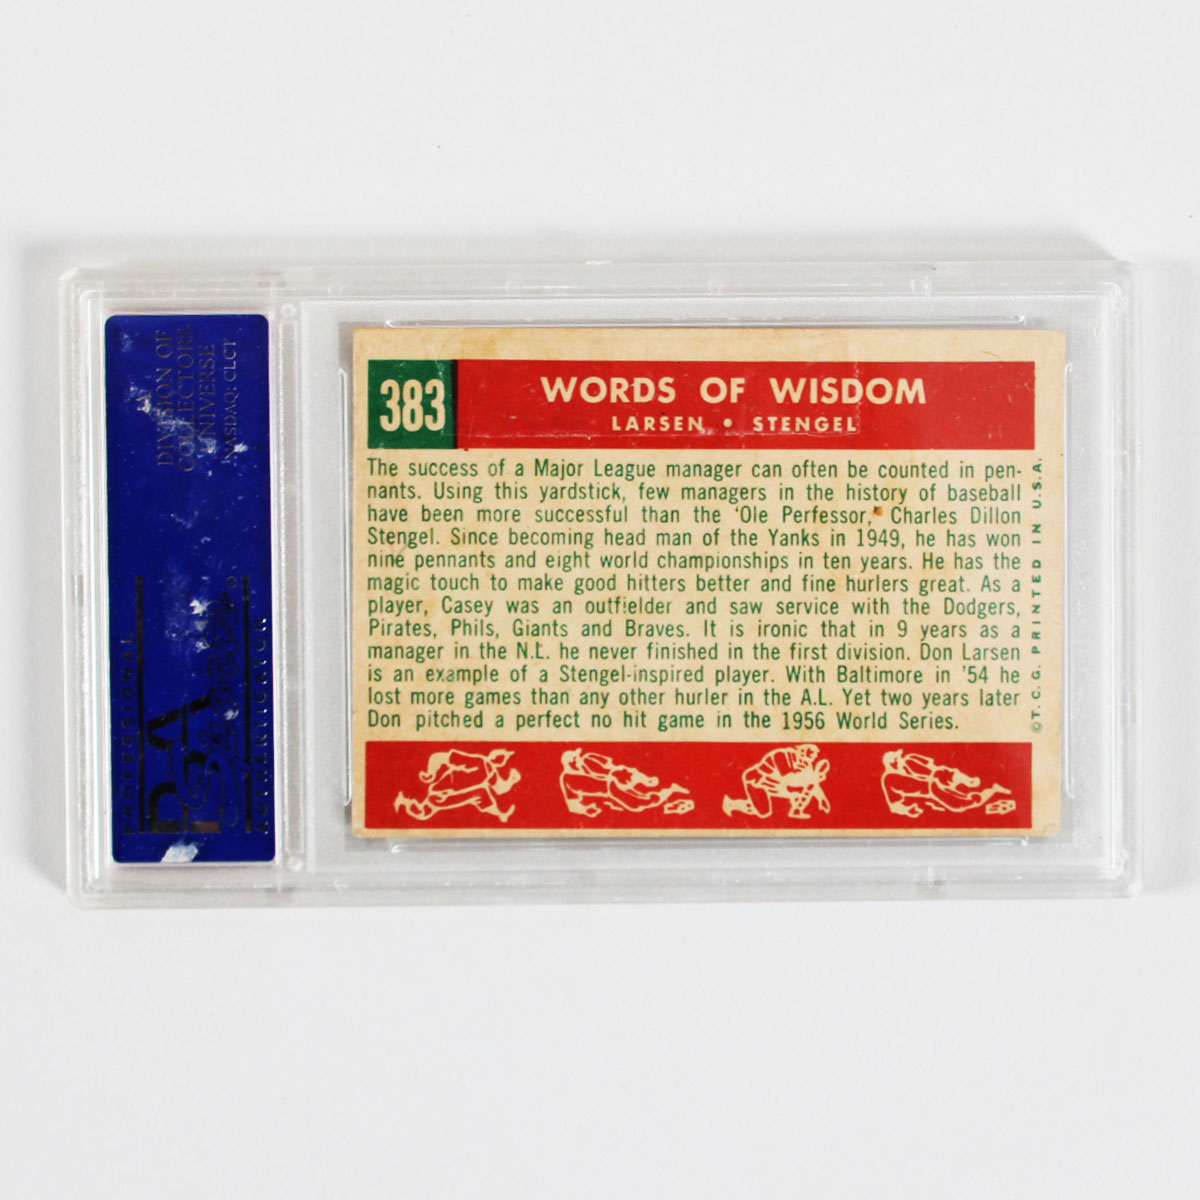 383
WORDS OF WISDOM
LARSEN • STENGEL
The success of a Major League manager can often be counted in pen-
nants. Using this yardstick, few managers in the history of baseball
have been more successful than the 'Ole Perfessor,' Charles Dillon
Stengel. Since becoming head man of the Yanks in 1949, he has won
nine pennants and eight world championships in ten years. He has the
magic touch to make good hitters better and fine hurlers great. As a
player, Casey was an outfielder and saw service with the Dodgers,
Pirates, Phils, Giants and Braves. It is ironic that in 9 years as a
manager in the N.L. he never finished in the first division. Don Larsen
is an example of a Stengel-inspired player. With Baltimore in '54 he
lost more games than any other hurler in the A.L. Yet two years later
Don pitched a perfect no hit game in the 1956 World Series.
©T.C.G. PRINTED IN U.S.A.
A DIVISION OF
COLLECTORS
UNIVERSE
NASDAQ: CLCT
PROFESSIONAL
PSA
AUTHENTICATOR